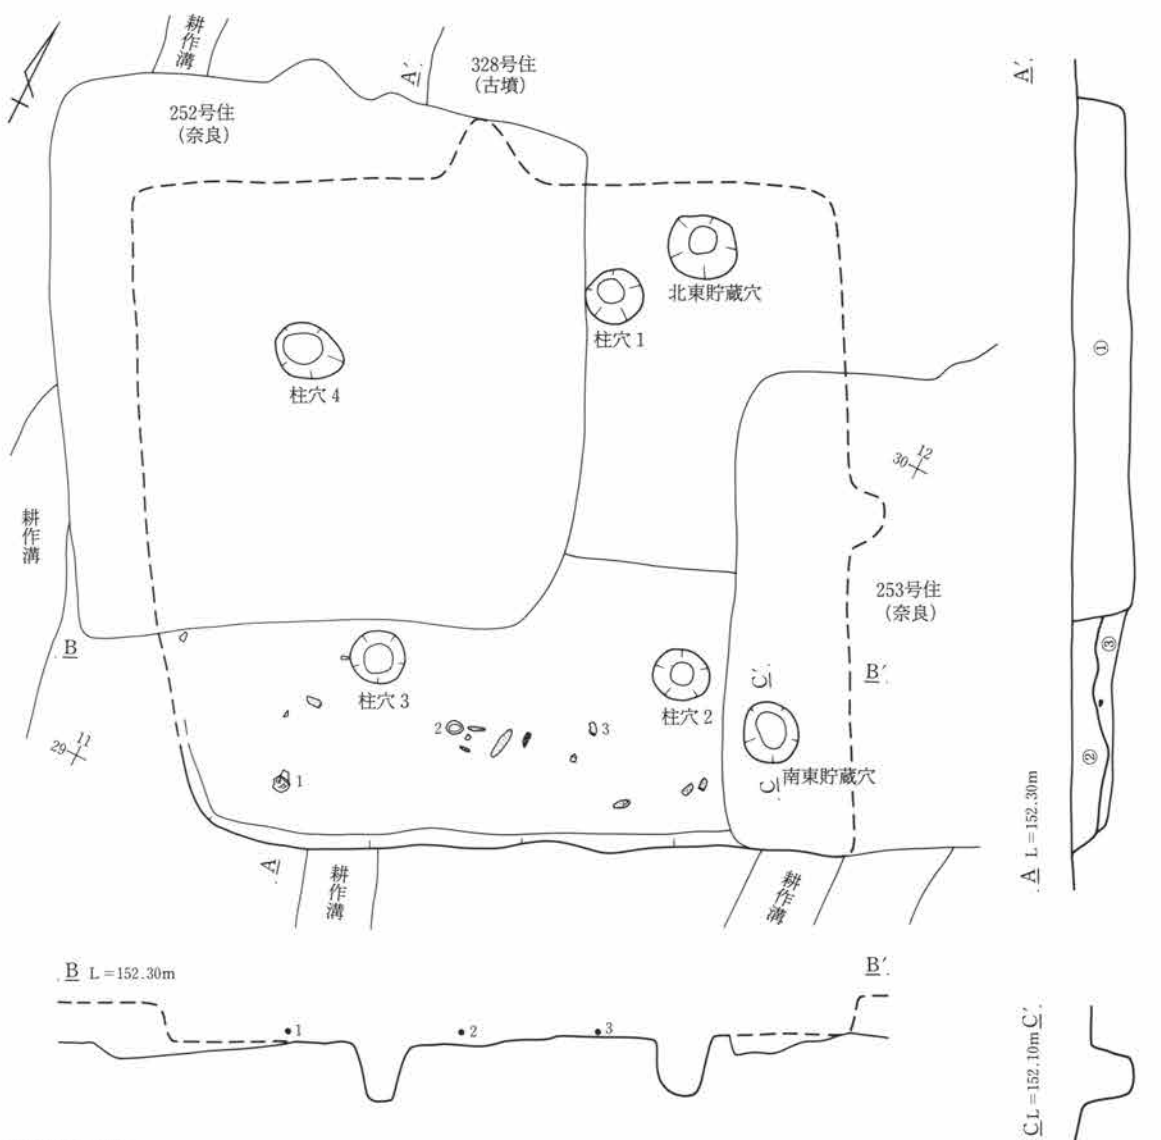 耕作溝
A′
328号住
(古墳)
A′
252号住
(奈良)
北東貯蔵穴
柱穴1
①
柱穴4
12
30
耕作溝
253号住
(奈良)
B
③
C′
B′
柱穴3
柱穴2
2
3
11
29
②
1
C
南東貯蔵穴
A L=152.30m
A
耕作溝
耕作溝
B L=152.30m
B′
1
2
3
C L=152.10m C′